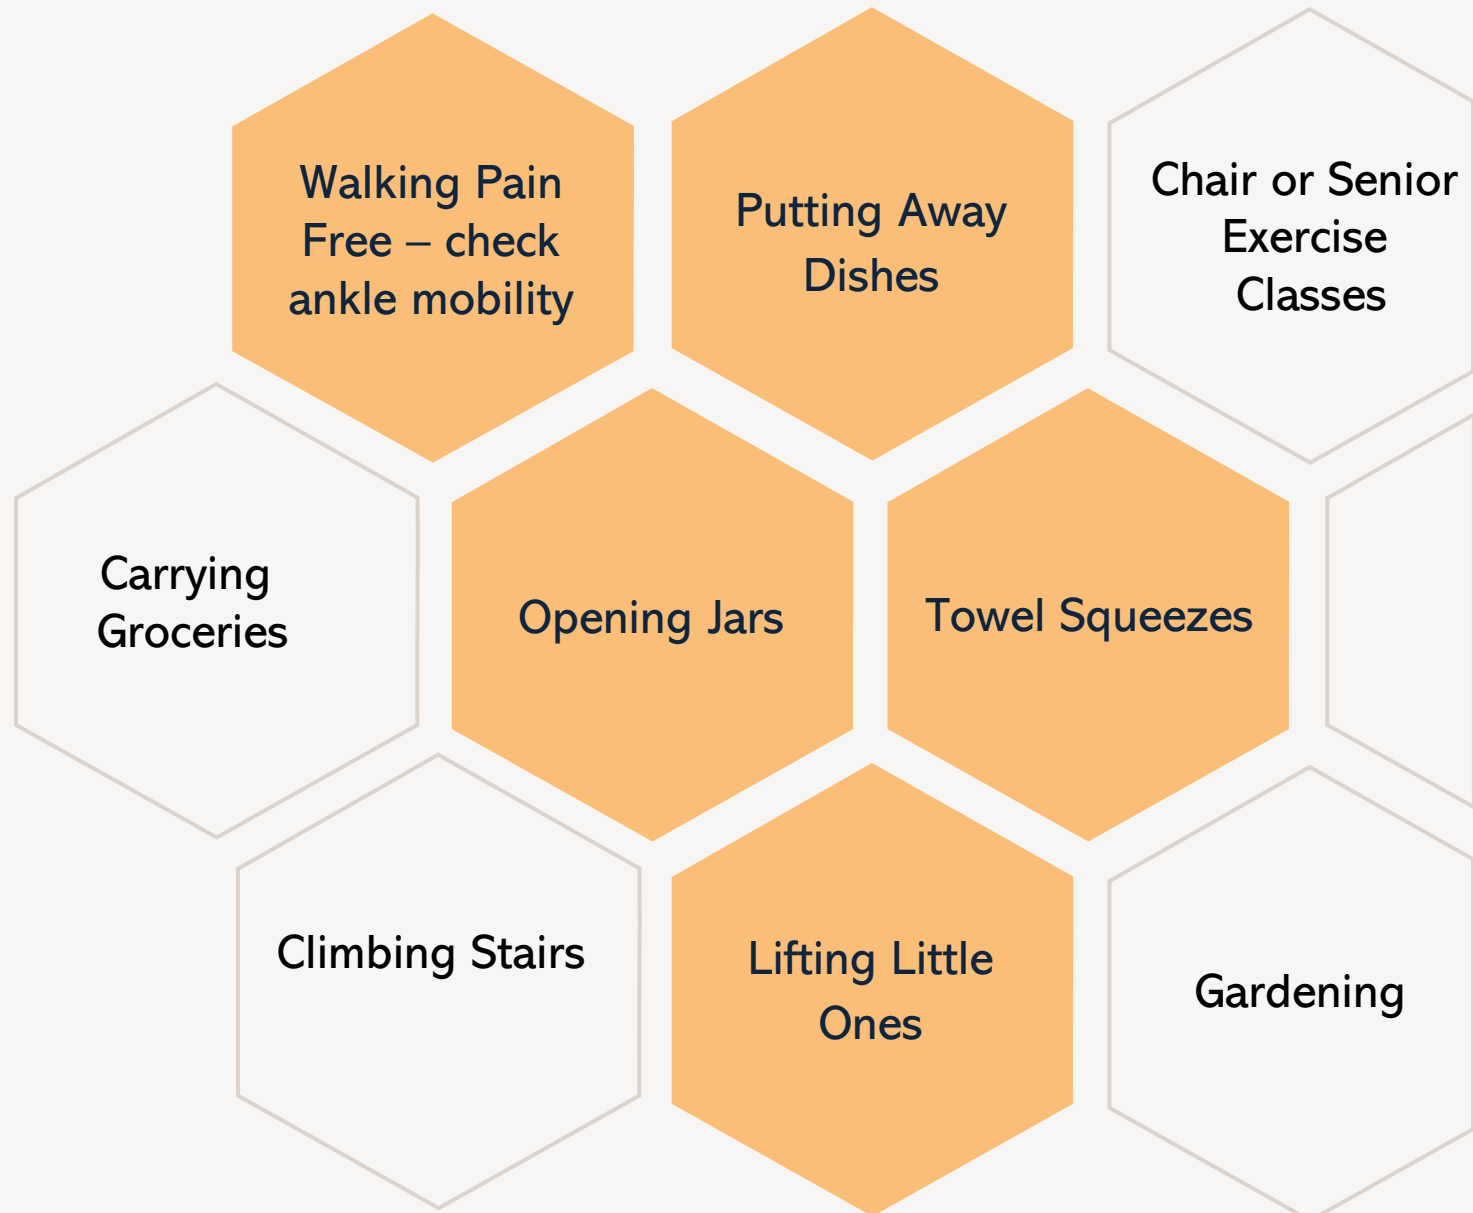 Walking Pain
Free – check
ankle mobility
Putting Away
Dishes
Chair or Senior
Exercise
Classes
Carrying
Groceries
Opening Jars
Towel Squeezes
Climbing Stairs
Lifting Little
Ones
Gardening